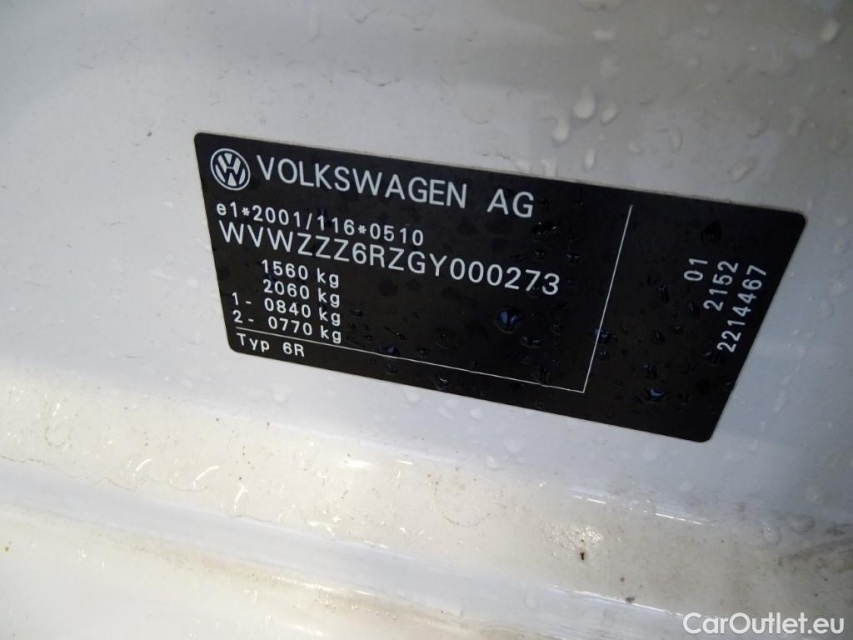 VOLKSWAGEN AG
e1*2001/116*0510
WVWZZZ6RZGY000273
1560 kg
2060 kg
1- 0840 kg
2- 0770 kg
Typ 6R
01
2152
2214467
CarOutlet.eu